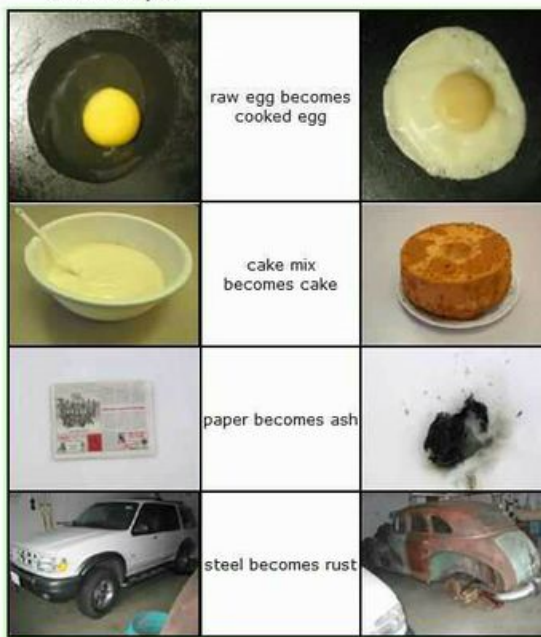 raw egg becomes
cooked egg
cake mix
becomes cake
paper becomes ash
steel becomes rust